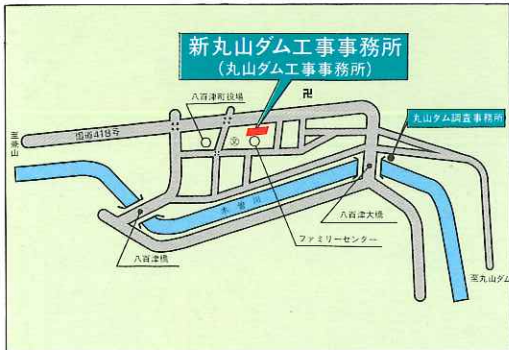 新丸山ダム工事事務所
(丸山ダム工事事務所)
八百津町役場
卍
至兼山
国道418号
文
丸山ダム調査事務所
木曽川
八百津大橋
八百津橋
ファミリーセンター
至丸山ダム